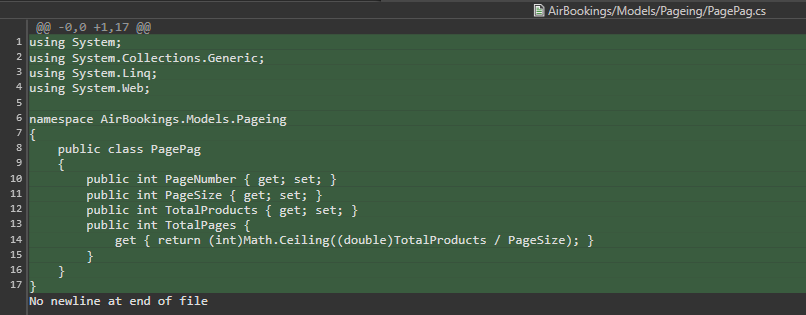 AirBookings/Models/Pageing/PagePag.cs
@@ -0,0 +1,17 @@
1 using System;
2 using System.Collections.Generic;
3 using System.Linq;
4 using System.Web;
5
6 namespace AirBookings.Models.Pageing
7 {
8     public class PagePag
9     {
10         public int PageNumber { get; set; }
11         public int PageSize { get; set; }
12         public int TotalProducts { get; set; }
13         public int TotalPages {
14             get { return (int)Math.Ceiling((double)TotalProducts / PageSize); }
15         }
16     }
17 }
No newline at end of file